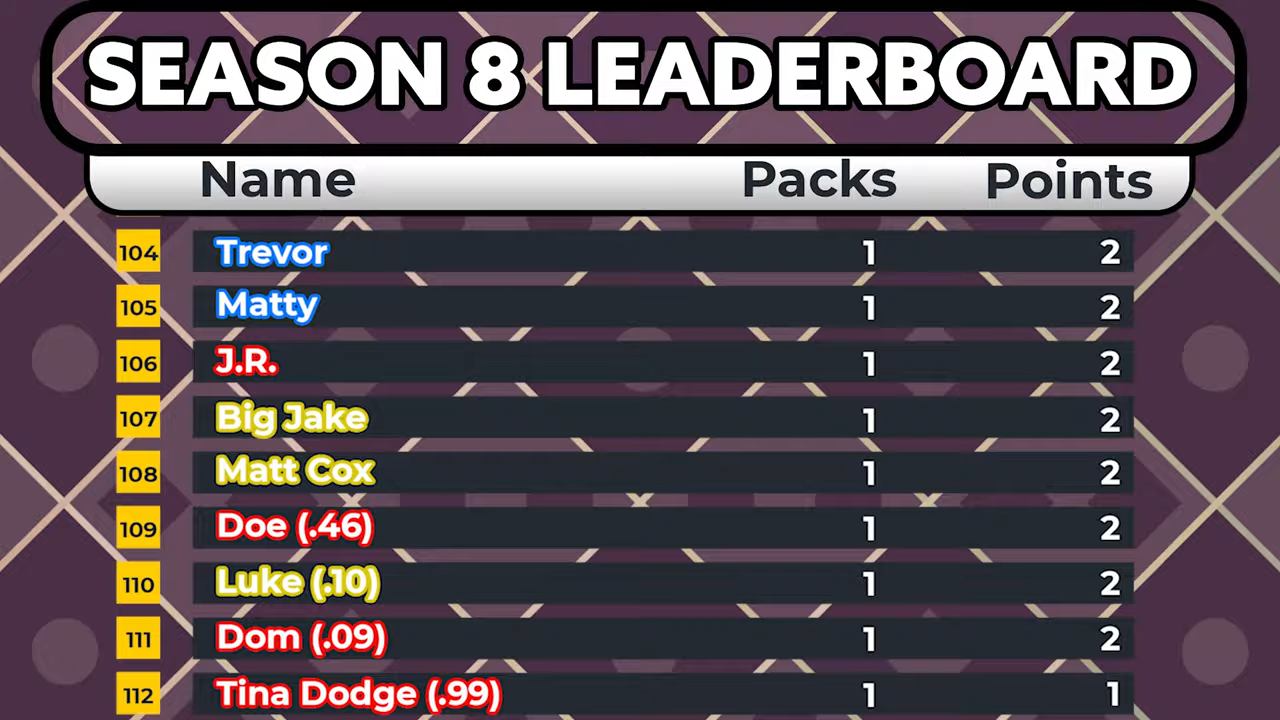 SEASON 8 LEADERBOARD
Name Packs Points
104 Trevor 1 2
105 Matty 1 2
106 J.R. 1 2
107 Big Jake 1 2
108 Matt Cox 1 2
109 Doe (.46) 1 2
110 Luke (.10) 1 2
111 Dom (.09) 1 2
112 Tina Dodge (.99) 1 1